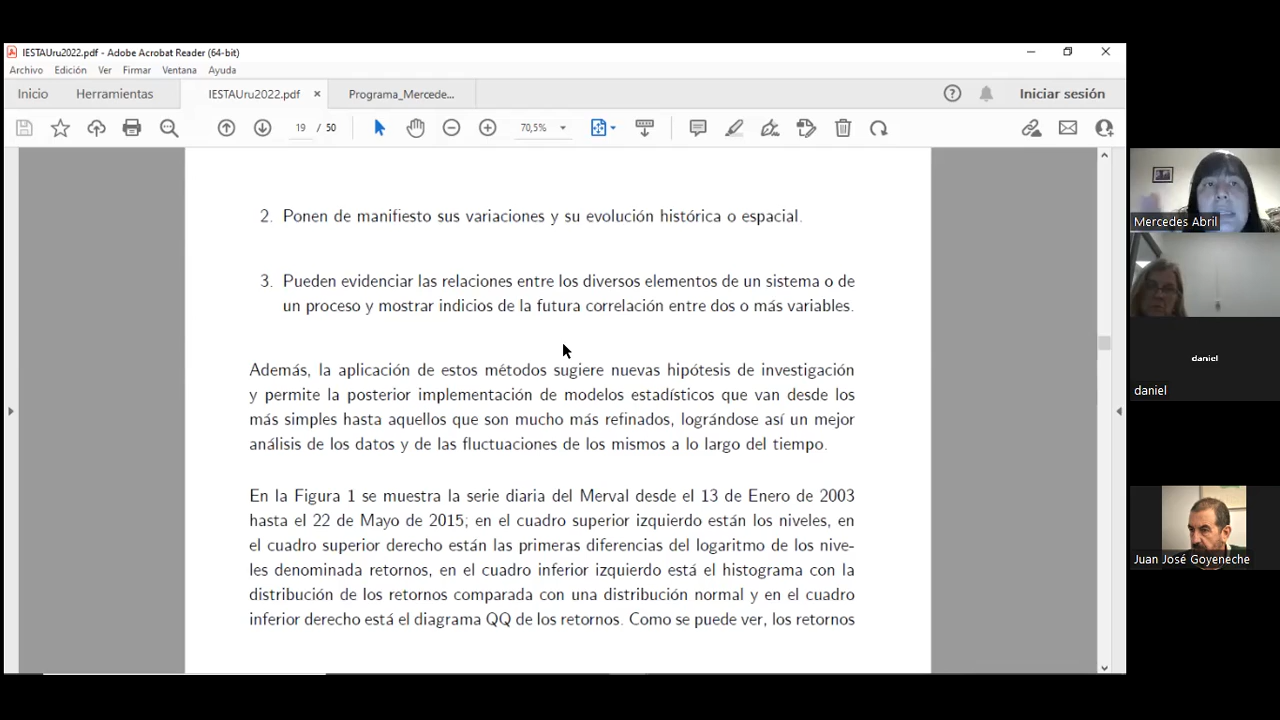 IESTAUru2022.pdf - Adobe Acrobat Reader (64-bit)
Archivo Edición Ver Firmar Ventana Ayuda
Inicio Herramientas IESTAUru2022.pdf × Programa_Mercede... Iniciar sesión
19 / 50 70,5%
2. Ponen de manifiesto sus variaciones y su evolución histórica o espacial.
3. Pueden evidenciar las relaciones entre los diversos elementos de un sistema o de
un proceso y mostrar indicios de la futura correlación entre dos o más variables.
Además, la aplicación de estos métodos sugiere nuevas hipótesis de investigación
y permite la posterior implementación de modelos estadísticos que van desde los
más simples hasta aquellos que son mucho más refinados, lográndose así un mejor
análisis de los datos y de las fluctuaciones de los mismos a lo largo del tiempo.
En la Figura 1 se muestra la serie diaria del Merval desde el 13 de Enero de 2003
hasta el 22 de Mayo de 2015; en el cuadro superior izquierdo están los niveles, en
el cuadro superior derecho están las primeras diferencias del logaritmo de los nive-
les denominada retornos, en el cuadro inferior izquierdo está el histograma con la
distribución de los retornos comparada con una distribución normal y en el cuadro
inferior derecho está el diagrama QQ de los retornos. Como se puede ver, los retornos
Mercedes Abril
daniel
daniel
Juan José Goyeneche